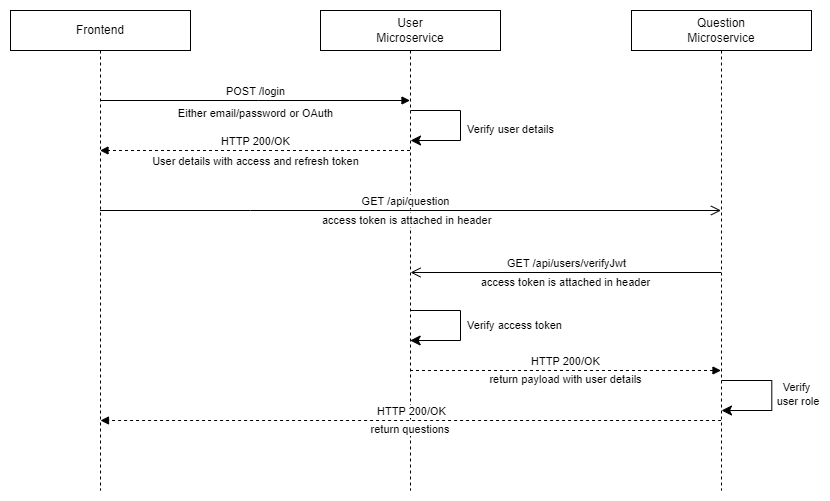 Frontend
User
Microservice
Question
Microservice
POST /login
Either email/password or OAuth
Verify user details
HTTP 200/OK
User details with access and refresh token
GET /api/question
access token is attached in header
GET /api/users/verifyJwt
access token is attached in header
Verify access token
HTTP 200/OK
return payload with user details
Verify
user role
HTTP 200/OK
return questions